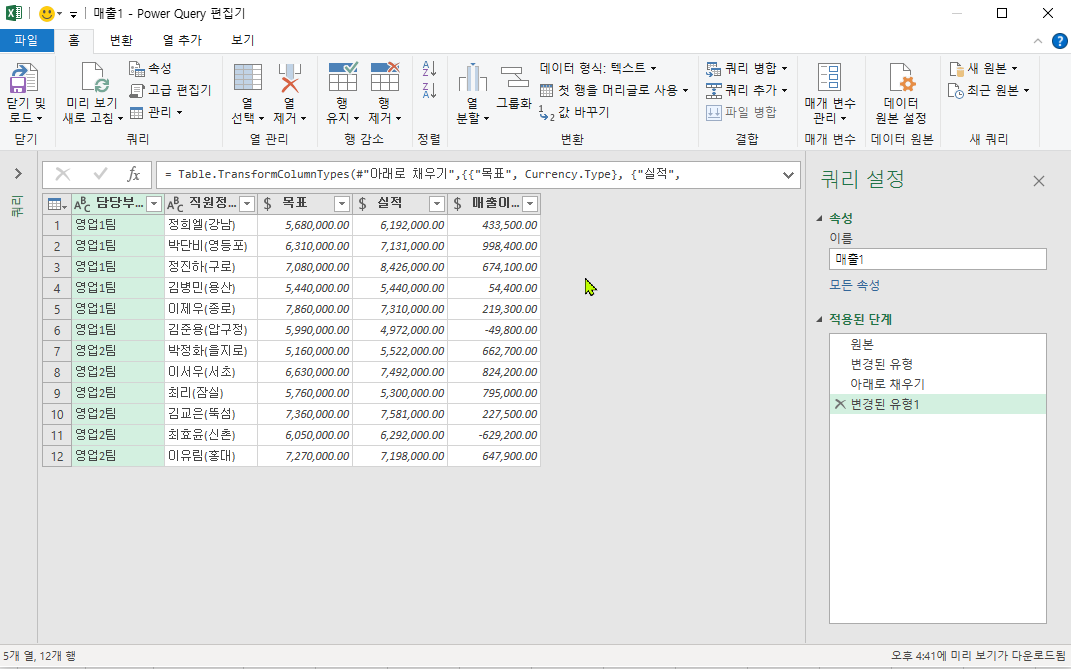 매출1 - Power Query 편집기
파일 홈 변환 열 추가 보기
닫기 및 로드
닫기
미리 보기 새로 고침
속성
고급 편집기
관리
쿼리
열 선택
열 제거
열 관리
행 유지
행 제거
행 감소
정렬
열 분할
그룹화
데이터 형식: 텍스트
첫 행을 머리글로 사용
값 바꾸기
변환
쿼리 병합
쿼리 추가
파일 병합
결합
매개 변수 관리
매개 변수
데이터 원본 설정
데이터 원본
새 원본
최근 원본
새 쿼리
쿼리
fx = Table.TransformColumnTypes(#"아래로 채우기",{{"목표", Currency.Type}, {"실적",
담당부... 직원정... $ 목표 $ 실적 $ 매출이...
1 영업1팀 정희엘(강남) 5,680,000.00 6,192,000.00 433,500.00
2 영업1팀 박단비(영등포) 6,310,000.00 7,131,000.00 998,400.00
3 영업1팀 정진하(구로) 7,080,000.00 8,426,000.00 674,100.00
4 영업1팀 김병민(용산) 5,440,000.00 5,440,000.00 54,400.00
5 영업1팀 이제우(종로) 7,860,000.00 7,310,000.00 219,300.00
6 영업1팀 김준용(압구정) 5,990,000.00 4,972,000.00 -49,800.00
7 영업2팀 박정화(을지로) 5,160,000.00 5,522,000.00 662,700.00
8 영업2팀 이서우(서초) 6,630,000.00 7,492,000.00 824,200.00
9 영업2팀 최리(잠실) 5,760,000.00 5,300,000.00 795,000.00
10 영업2팀 김교은(뚝섬) 7,360,000.00 7,581,000.00 227,500.00
11 영업2팀 최효윤(신촌) 6,050,000.00 6,292,000.00 -629,200.00
12 영업2팀 이유림(홍대) 7,270,000.00 7,198,000.00 647,900.00
쿼리 설정
속성
이름
매출1
모든 속성
적용된 단계
원본
변경된 유형
아래로 채우기
변경된 유형1
5개 열, 12개 행
오후 4:41에 미리 보기가 다운로드됨